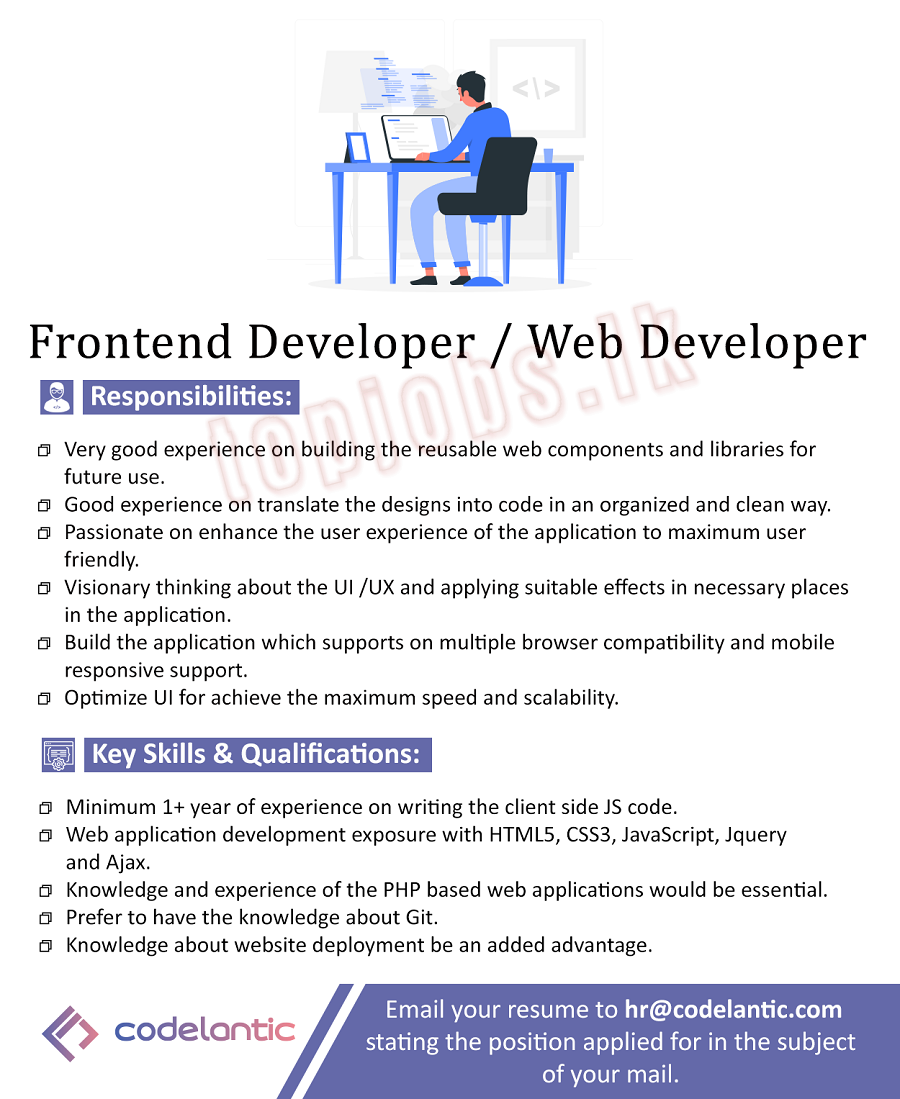 </>
Frontend Developer / Web Developer
topjobs.lk
Responsibilities:
Very good experience on building the reusable web components and libraries for
future use.
Good experience on translate the designs into code in an organized and clean way.
Passionate on enhance the user experience of the application to maximum user
friendly.
Visionary thinking about the UI /UX and applying suitable effects in necessary places
in the application.
Build the application which supports on multiple browser compatibility and mobile
responsive support.
Optimize UI for achieve the maximum speed and scalability.
Key Skills & Qualifications:
Minimum 1+ year of experience on writing the client side JS code.
Web application development exposure with HTML5, CSS3, JavaScript, Jquery
and Ajax.
Knowledge and experience of the PHP based web applications would be essential.
Prefer to have the knowledge about Git.
Knowledge about website deployment be an added advantage.
codelantic
Email your resume to hr@codelantic.com
stating the position applied for in the subject
of your mail.